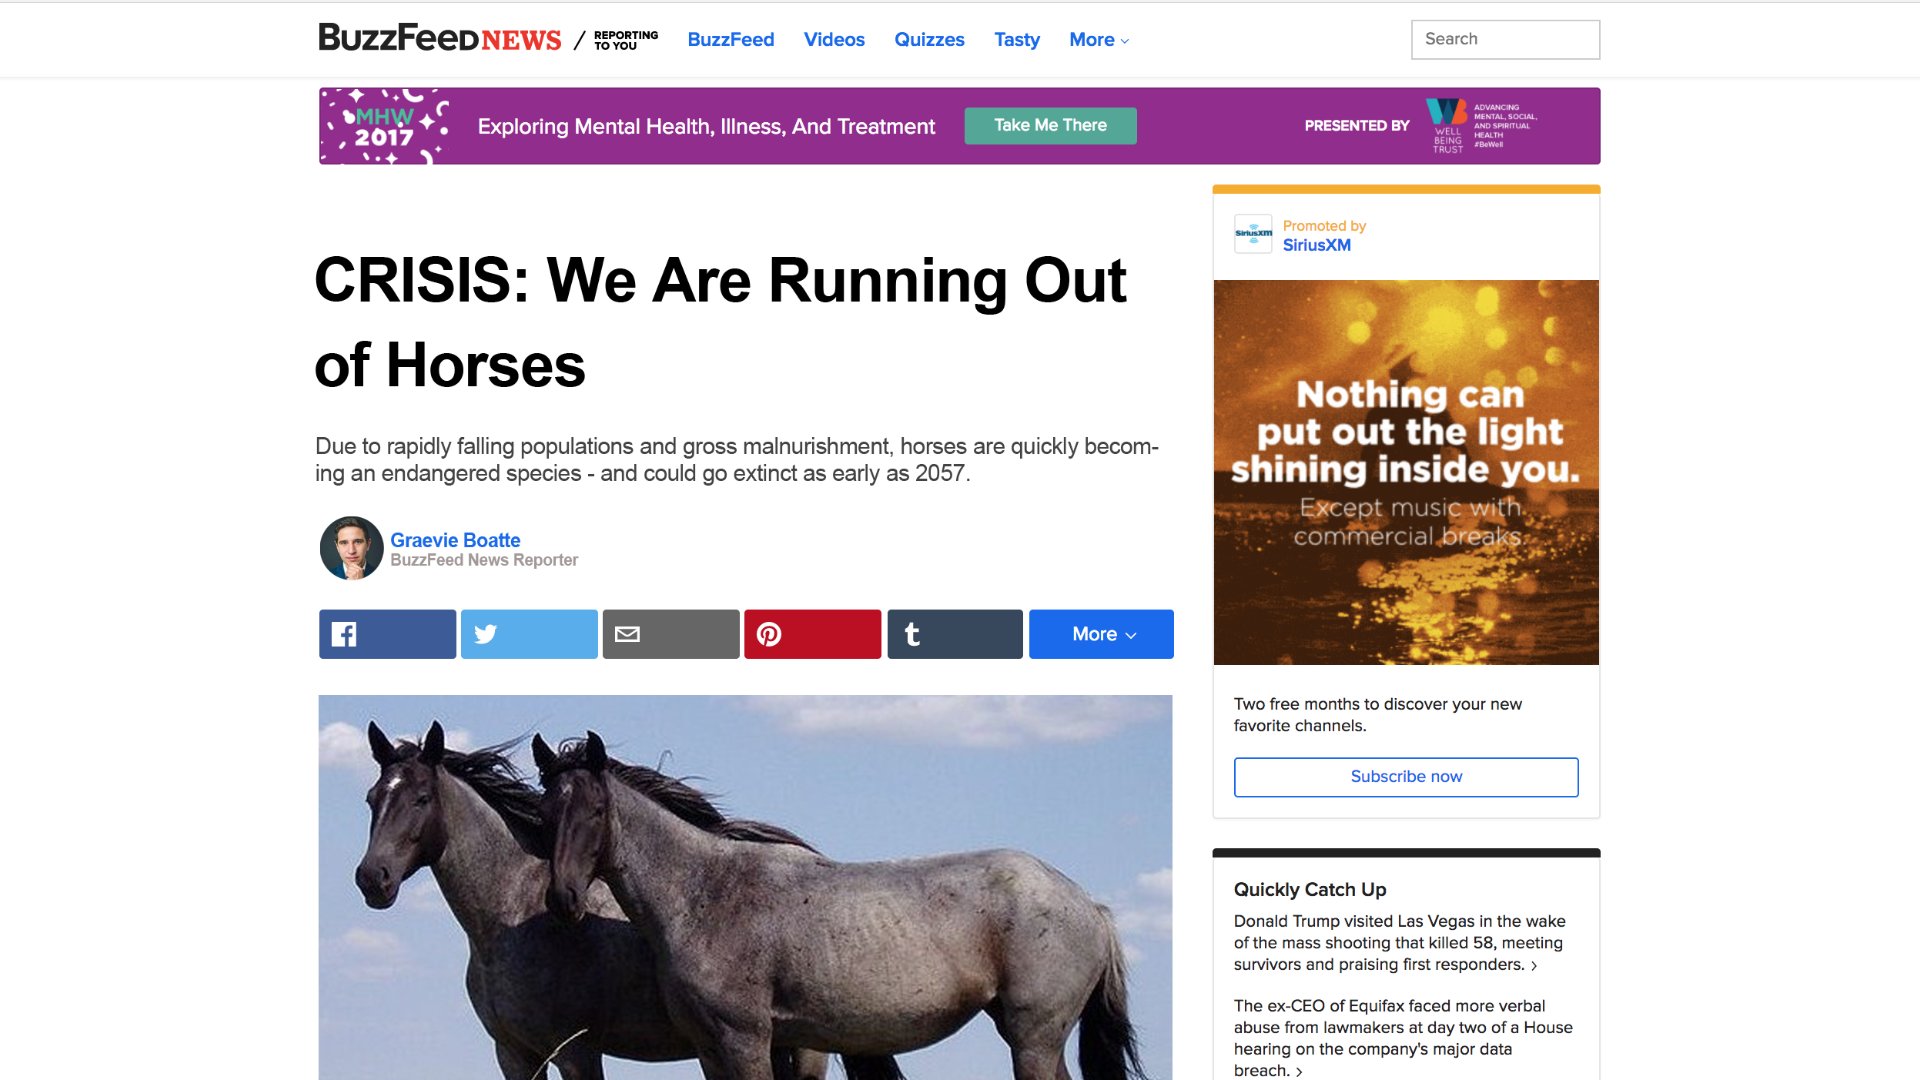 BuzzFeed NEWS / REPORTING TO YOU
BuzzFeed Videos Quizzes Tasty More
Search
MHW
2017
Exploring Mental Health, Illness, And Treatment
Take Me There
PRESENTED BY
WELL
BEING
TRUST
ADVANCING
MENTAL, SOCIAL,
AND SPIRITUAL
HEALTH
#BeWell
CRISIS: We Are Running Out
of Horses
Due to rapidly falling populations and gross malnurishment, horses are quickly becom-
ing an endangered species - and could go extinct as early as 2057.
Graevie Boatte
BuzzFeed News Reporter
More
SiriusXM
Promoted by
SiriusXM
Nothing can
put out the light
shining inside you.
Except music with
commercial breaks.
Two free months to discover your new
favorite channels.
Subscribe now
Quickly Catch Up
Donald Trump visited Las Vegas in the wake
of the mass shooting that killed 58, meeting
survivors and praising first responders. ›
The ex-CEO of Equifax faced more verbal
abuse from lawmakers at day two of a House
hearing on the company's major data
breach. ›